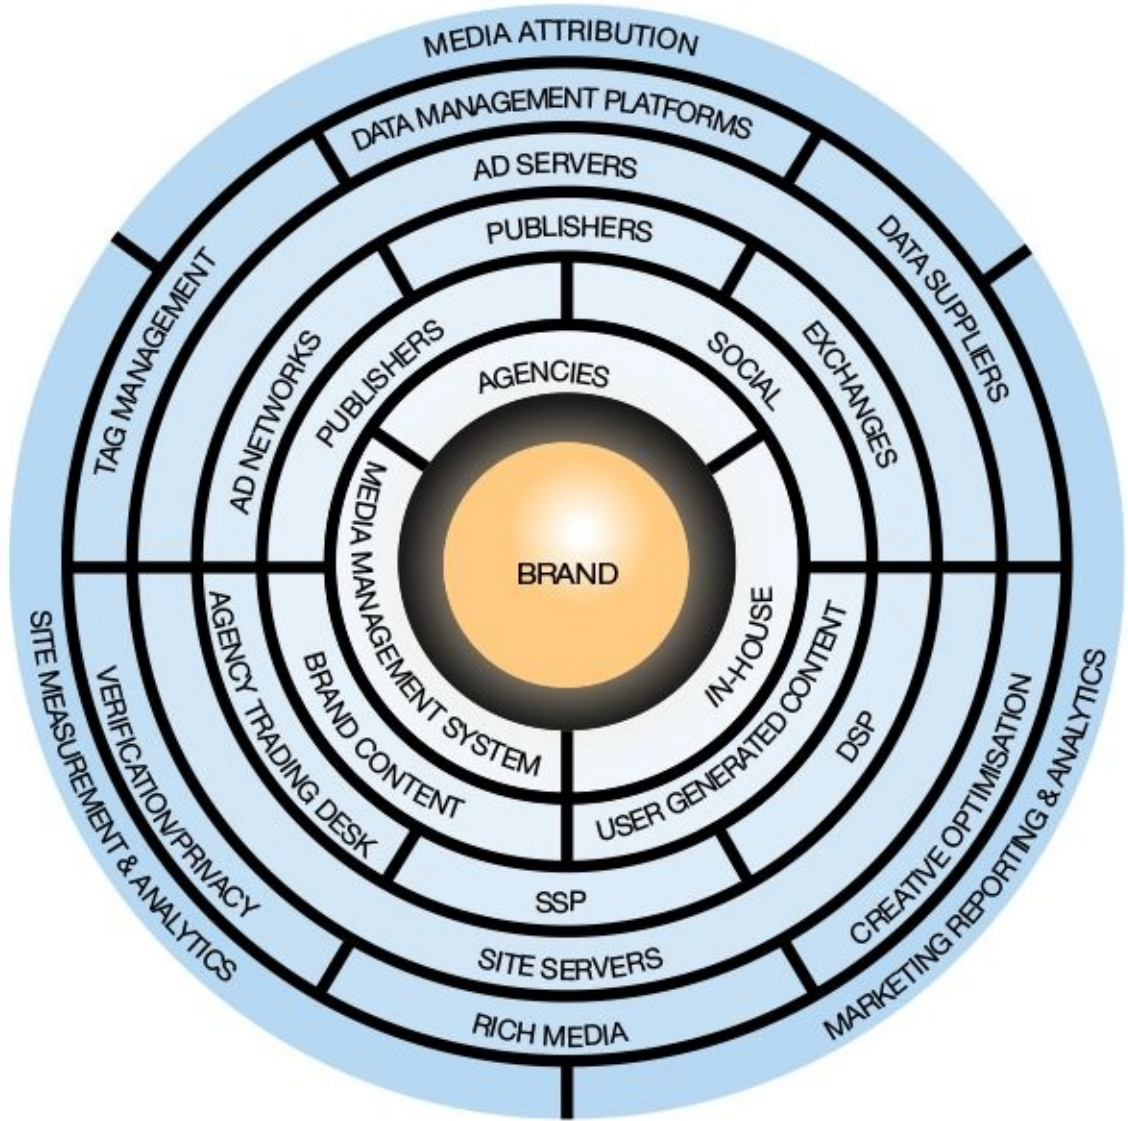 MEDIA ATTRIBUTION
DATA MANAGEMENT PLATFORMS
AD SERVERS
PUBLISHERS
TAG MANAGEMENT
DATA SUPPLIERS
AD NETWORKS
PUBLISHERS
SOCIAL
EXCHANGES
AGENCIES
MEDIA MANAGEMENT SYSTEM
BRAND
IN-HOUSE
SITE MEASUREMENT & ANALYTICS
VERIFICATION/PRIVACY
AGENCY TRADING DESK
BRAND CONTENT
USER GENERATED CONTENT
DSP
CREATIVE OPTIMISATION
MARKETING REPORTING & ANALYTICS
SSP
SITE SERVERS
RICH MEDIA